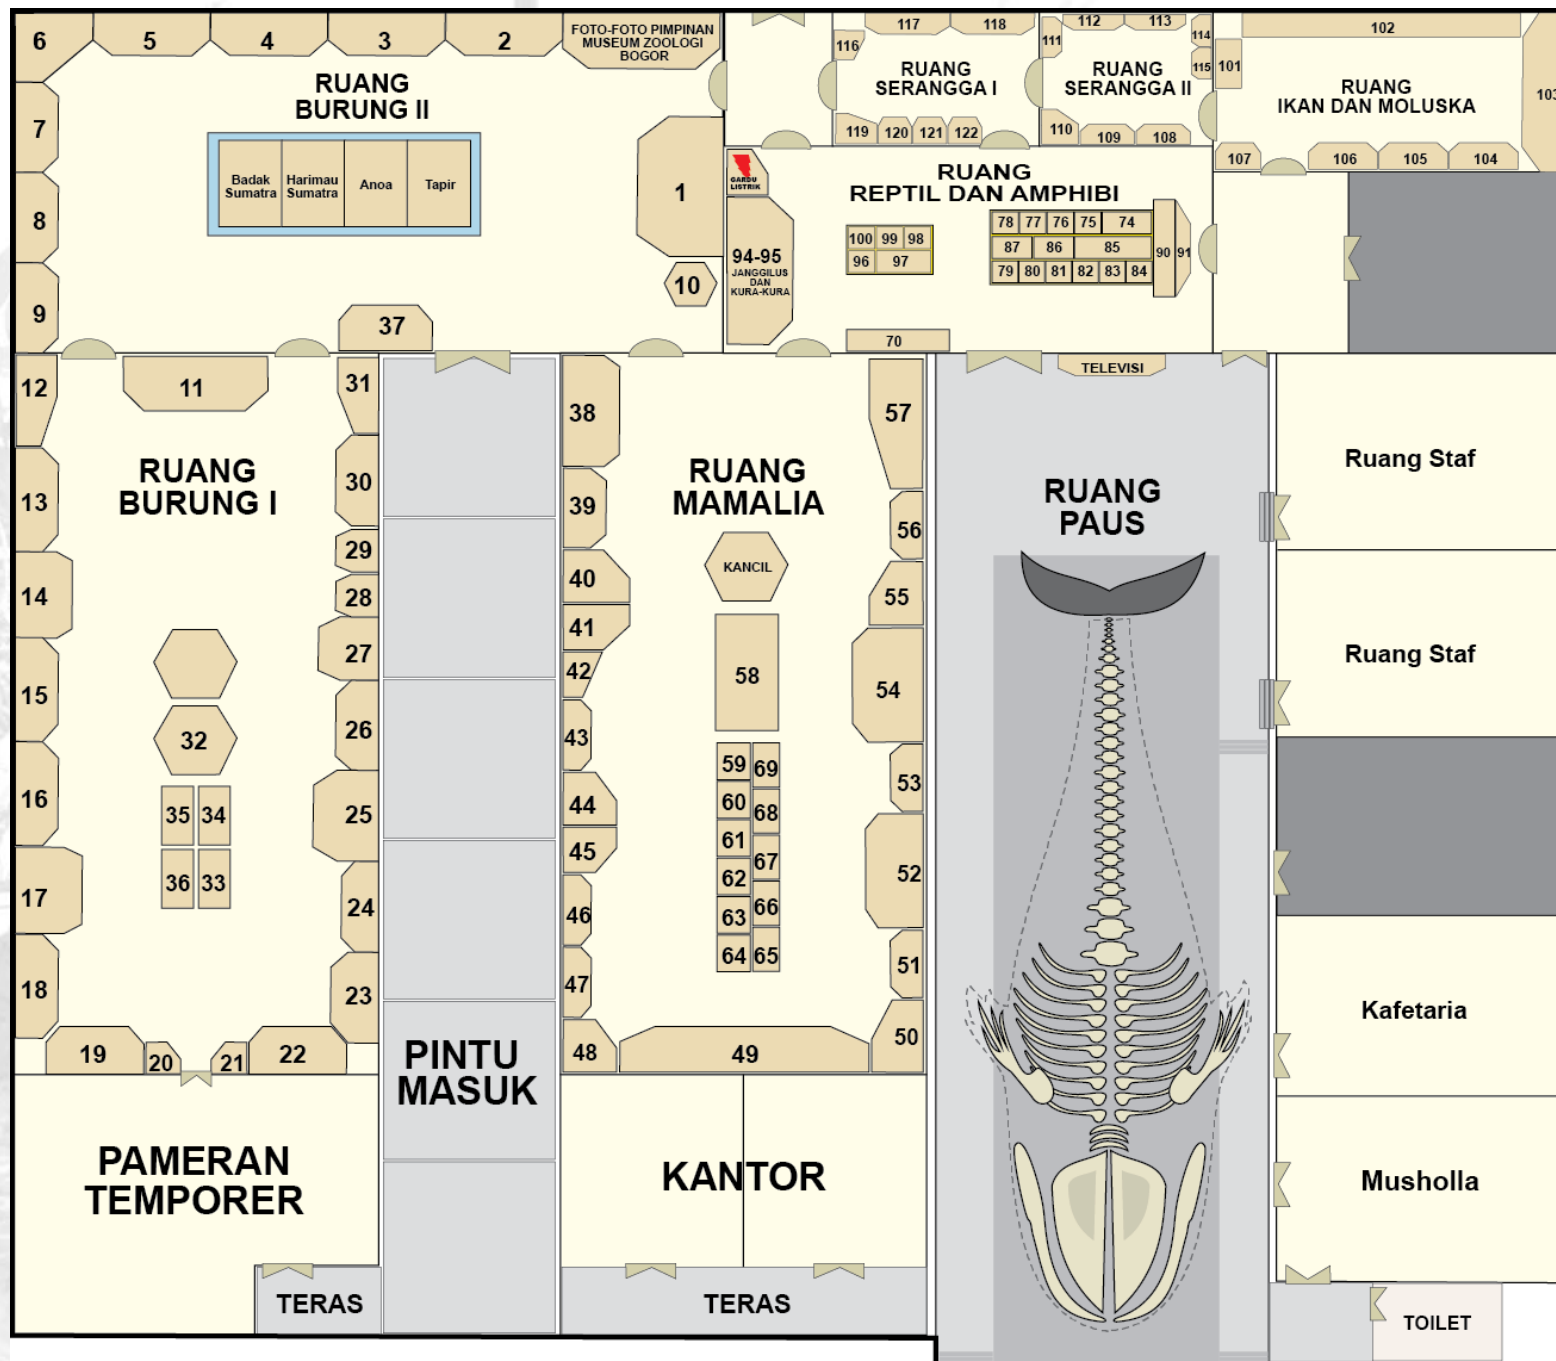 6
5
4
3
2
FOTO-FOTO PIMPINAN
MUSEUM ZOOLOGI
BOGOR
RUANG
BURUNG II
7
8
9
Badak
Sumatra
Harimau
Sumatra
Anoa
Tapir
1
10
37
117
118
116
RUANG
SERANGGA I
119
120
121
122
112
113
111
114
115
RUANG
SERANGGA II
110
109
108
102
101
103
RUANG
IKAN DAN MOLUSKA
107
106
105
104
GARDU
LISTRIK
RUANG
REPTIL DAN AMPHIBI
94-95
JANGGILUS
DAN
KURA-KURA
100
99
98
96
97
78
77
76
75
74
87
86
85
79
80
81
82
83
84
90
91
70
12
11
31
RUANG
BURUNG I
13
14
15
16
17
18
30
29
28
27
26
25
24
23
32
35
34
36
33
19
20
21
22
PINTU
MASUK
38
39
40
41
42
43
44
45
46
47
48
RUANG
MAMALIA
KANCIL
58
59
69
60
68
61
67
62
66
63
64
65
57
56
55
54
53
52
51
50
49
TELEVISI
RUANG
PAUS
Ruang Staf
Ruang Staf
Kafetaria
Musholla
PAMERAN
TEMPORER
KANTOR
TERAS
TERAS
TOILET